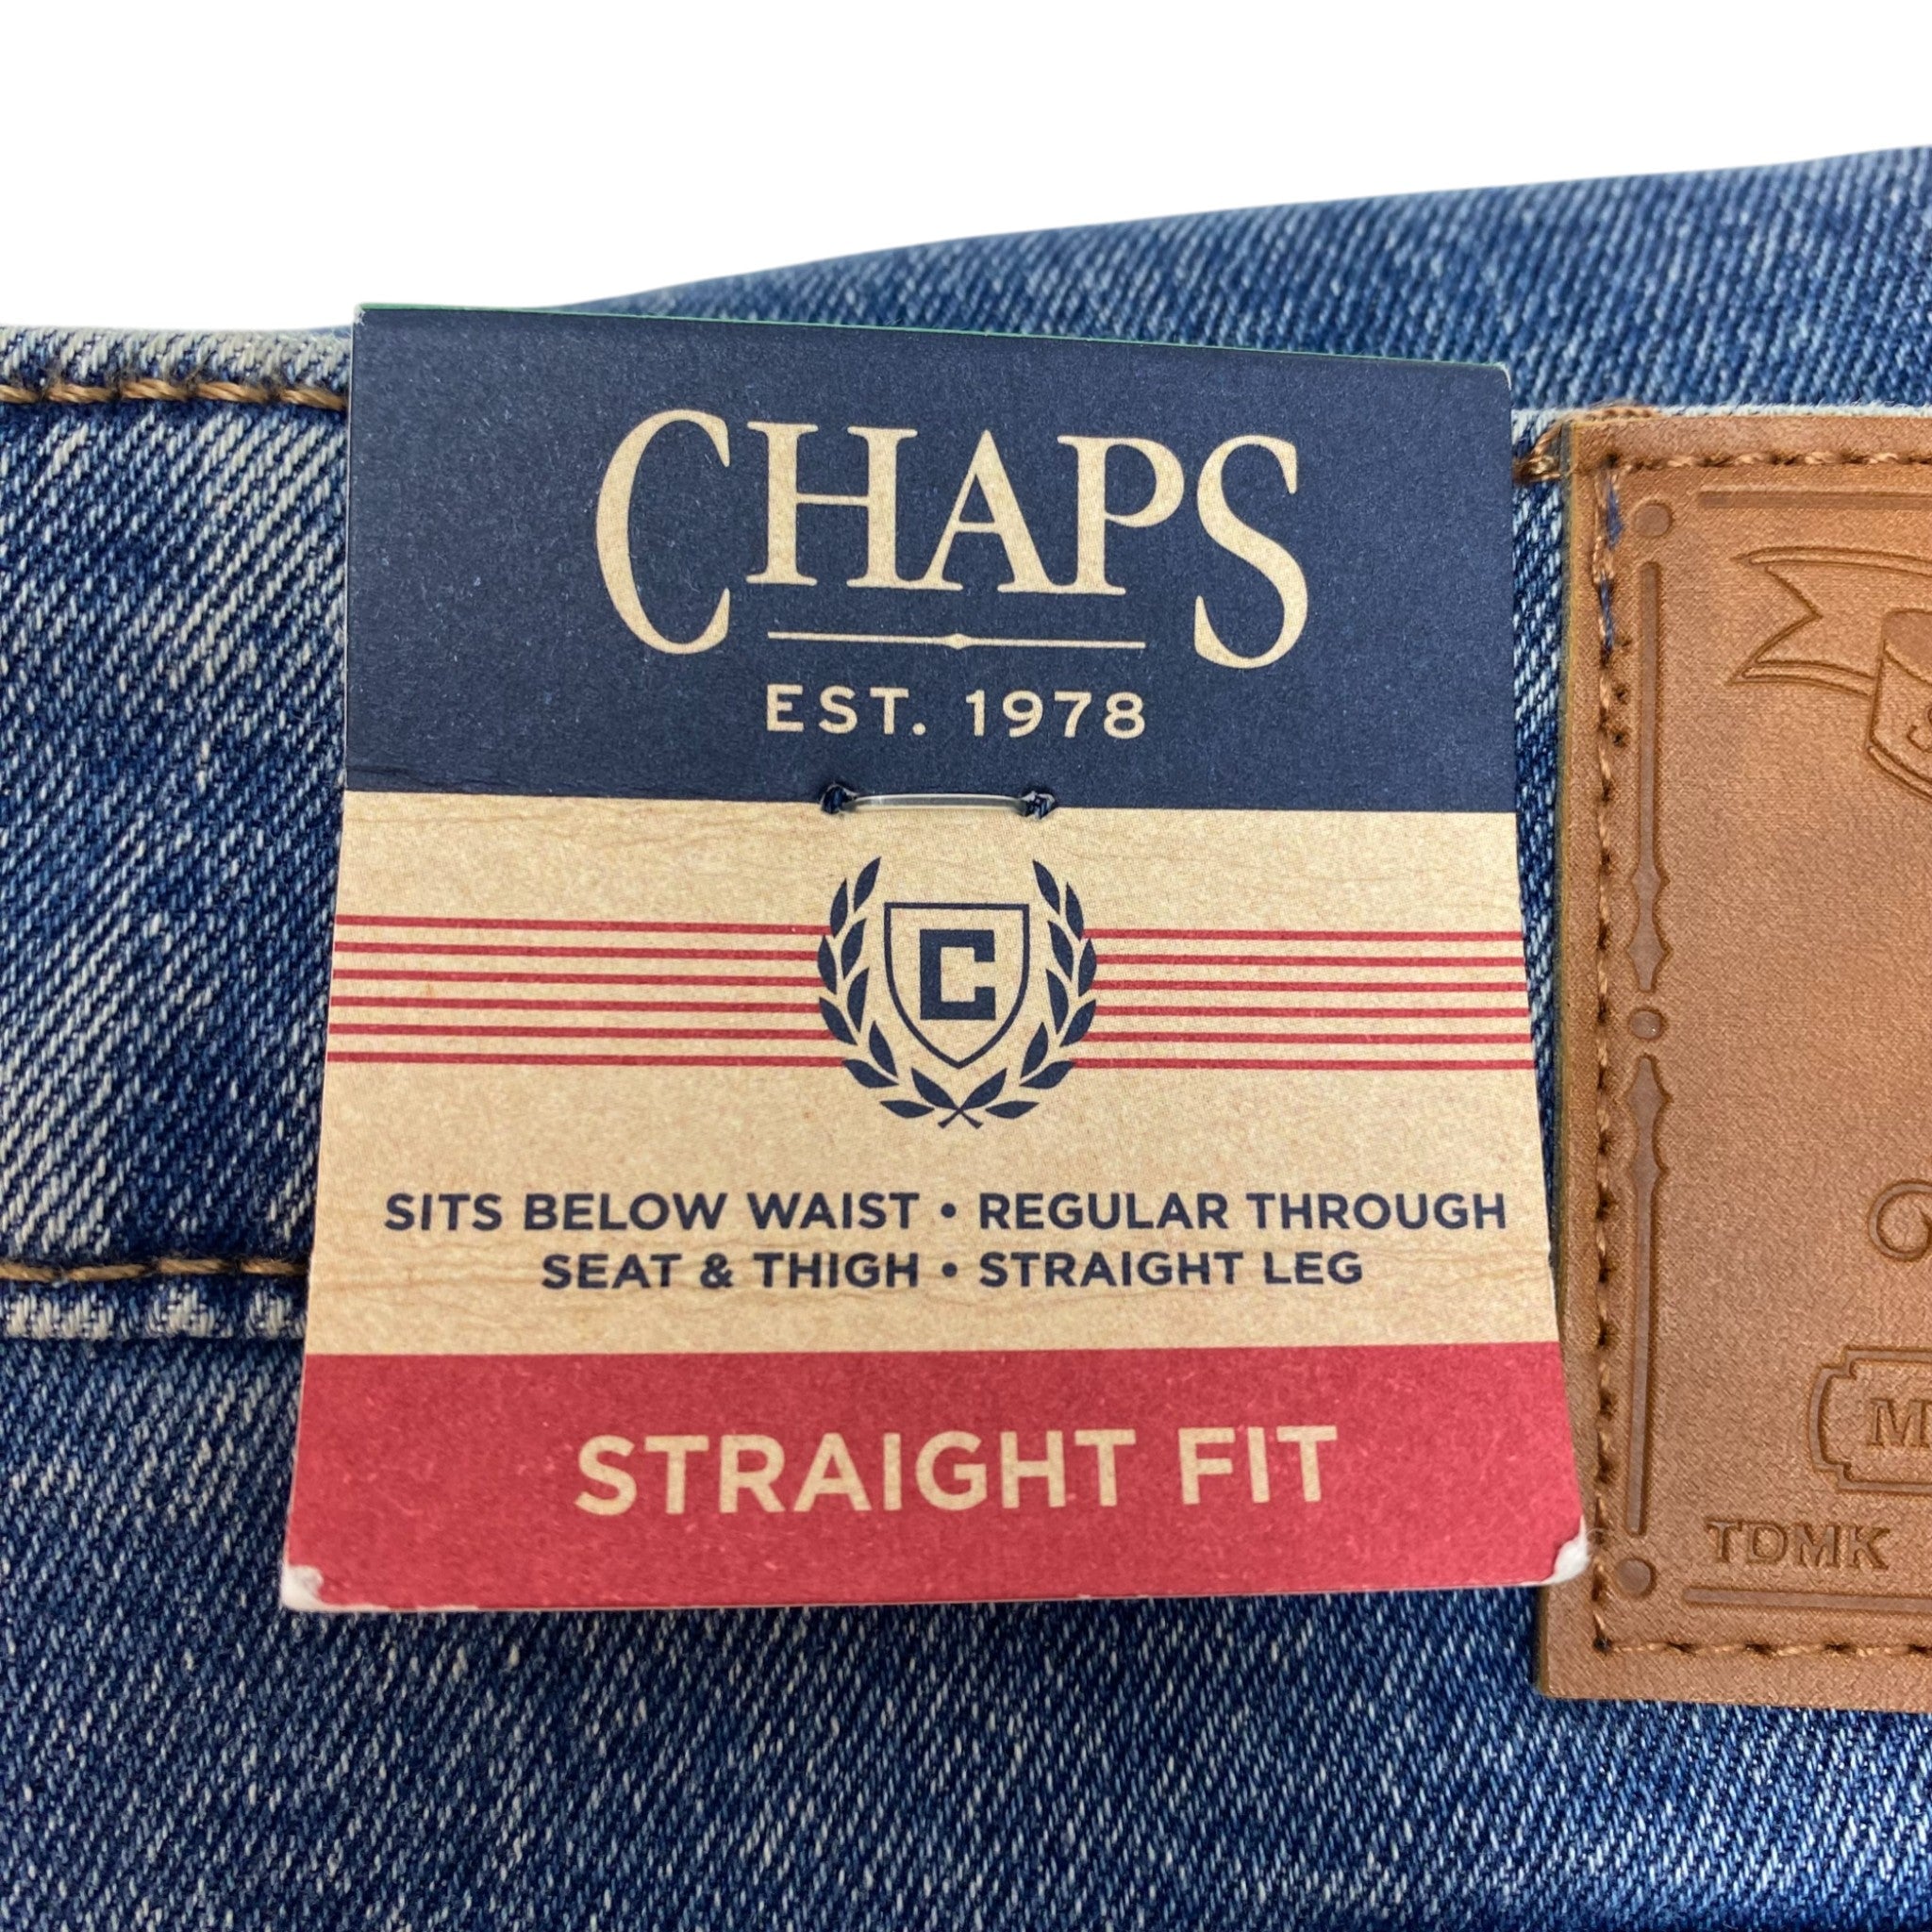 CHAPS
EST. 1978
C
SITS BELOW WAIST • REGULAR THROUGH
SEAT & THIGH • STRAIGHT LEG
STRAIGHT FIT
TDMK